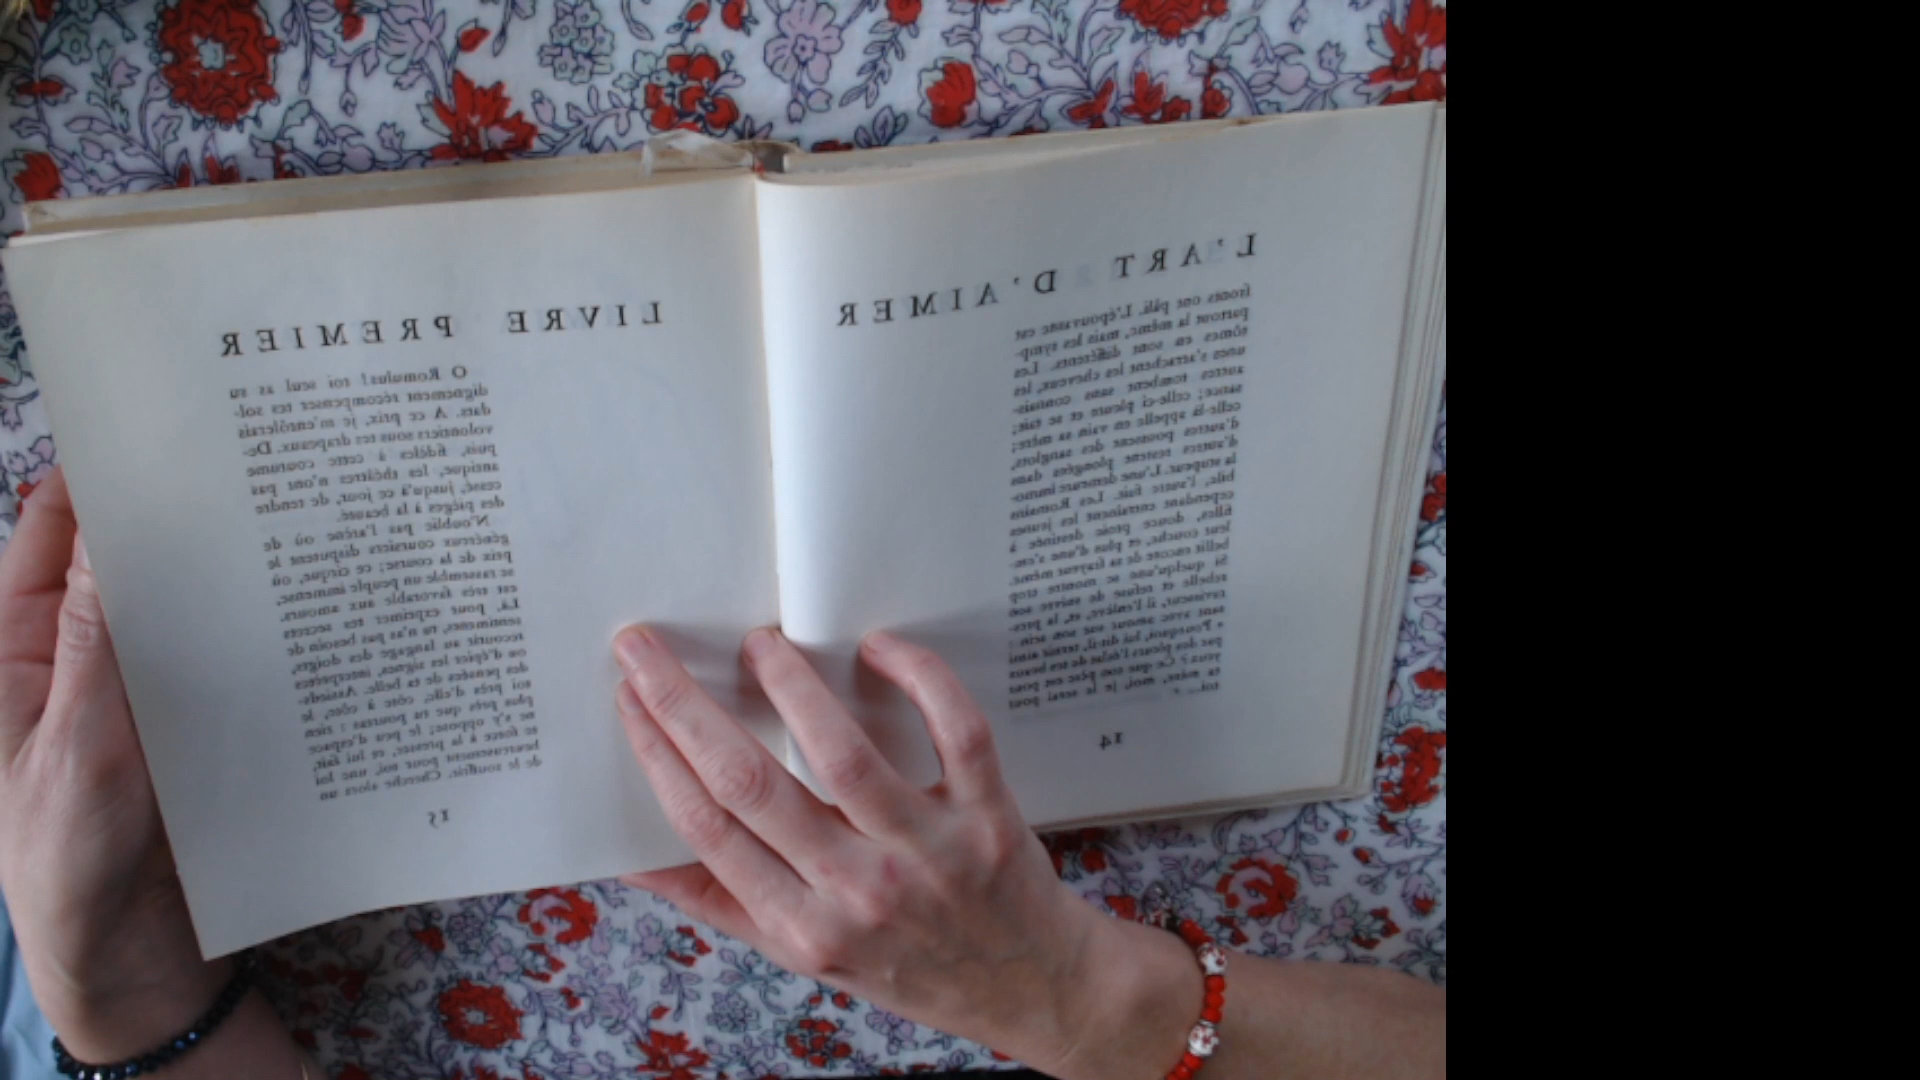 L'ART D'AIMER
fronts ont pâli. L'épouvante est
partout la même, mais les symp-
tômes en sont différents. Les
unes s'arrachent les cheveux, les
autres tombent sans connais-
sance; celle-ci pleure et se tait;
celle-là appelle en vain sa mère;
d'autres poussent des sanglots,
d'autres restent plongées dans
la stupeur. L'une demeure immo-
bile, l'autre fuit. Les Romains
cependant entraînent les jeunes
filles, douce proie destinée à
leur couche, et plus d'une s'em-
bellit encore de sa frayeur même.
Si quelqu'une se montre trop
rebelle et refuse de suivre son
ravisseur, il l'enlève, et, la pres-
sant avec amour sur son sein :
« Pourquoi, lui dit-il, ternir ainsi
par des pleurs l'éclat de tes beaux
yeux? Ce que ton père est pour
ta mère, moi, je le serai pour
toi... »
14
LIVRE PREMIER
O Romulus! toi seul as su
dignement récompenser tes sol-
dats. A ce prix, je m'enrôlerais
volontiers sous tes drapeaux. De-
puis, fidèles à cette coutume
antique, les théâtres n'ont pas
cessé, jusqu'à ce jour, de tendre
des pièges à la beauté.
N'oublie pas l'arène où de
généreux coursiers disputent le
prix de la course; ce cirque, où
se rassemble un peuple immense,
est très favorable aux amours.
Là, pour exprimer tes secrets
sentiments, tu n'as pas besoin de
recourir au langage des doigts,
ou d'épier les signes, interprètes
des pensées de ta belle. Assieds-
toi près d'elle, côte à côte, le
plus près que tu pourras : rien
ne s'y oppose; le peu d'espace
te force à la presser, et lui fait,
heureusement pour toi, une loi
de le souffrir. Cherche alors un
15